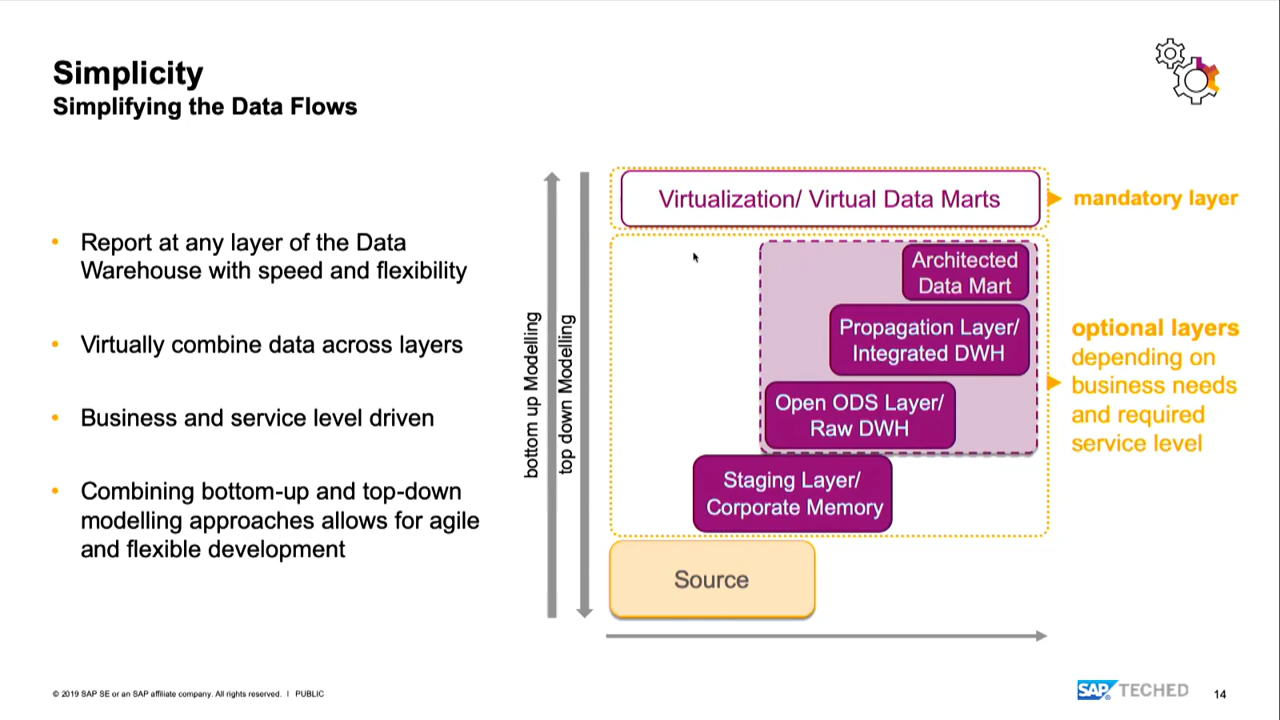 Simplicity
Simplifying the Data Flows
• Report at any layer of the Data
Warehouse with speed and flexibility
• Virtually combine data across layers
• Business and service level driven
• Combining bottom-up and top-down
modelling approaches allows for agile
and flexible development
bottom up Modelling
top down Modelling
Virtualization/ Virtual Data Marts
mandatory layer
Architected
Data Mart
Propagation Layer/
Integrated DWH
Open ODS Layer/
Raw DWH
Staging Layer/
Corporate Memory
Source
optional layers
depending on
business needs
and required
service level
© 2019 SAP SE or an SAP affiliate company. All rights reserved. | PUBLIC
SAP TECHED
14